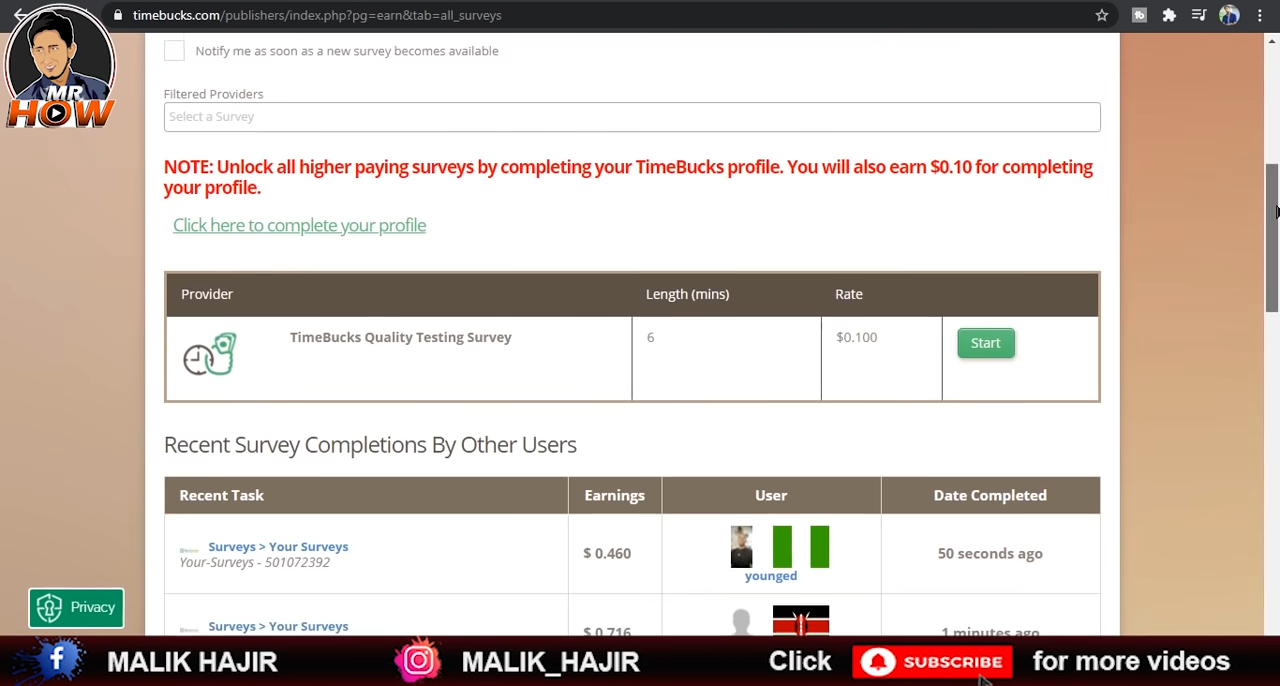 timebucks.com/publishers/index.php?pg=earn&tab=all_surveys
MR
HOW
Notify me as soon as a new survey becomes available
Filtered Providers
Select a Survey
NOTE: Unlock all higher paying surveys by completing your TimeBucks profile. You will also earn $0.10 for completing
your profile.
Click here to complete your profile
Provider Length (mins) Rate
TimeBucks Quality Testing Survey 6 $0.100 Start
Recent Survey Completions By Other Users
Recent Task Earnings User Date Completed
Surveys > Your Surveys
Your-Surveys - 501072392
$ 0.460
younged
50 seconds ago
Privacy
Surveys > Your Surveys
$ 0.716
1 minutes ago
MALIK HAJIR MALIK_HAJIR Click SUBSCRIBE for more videos